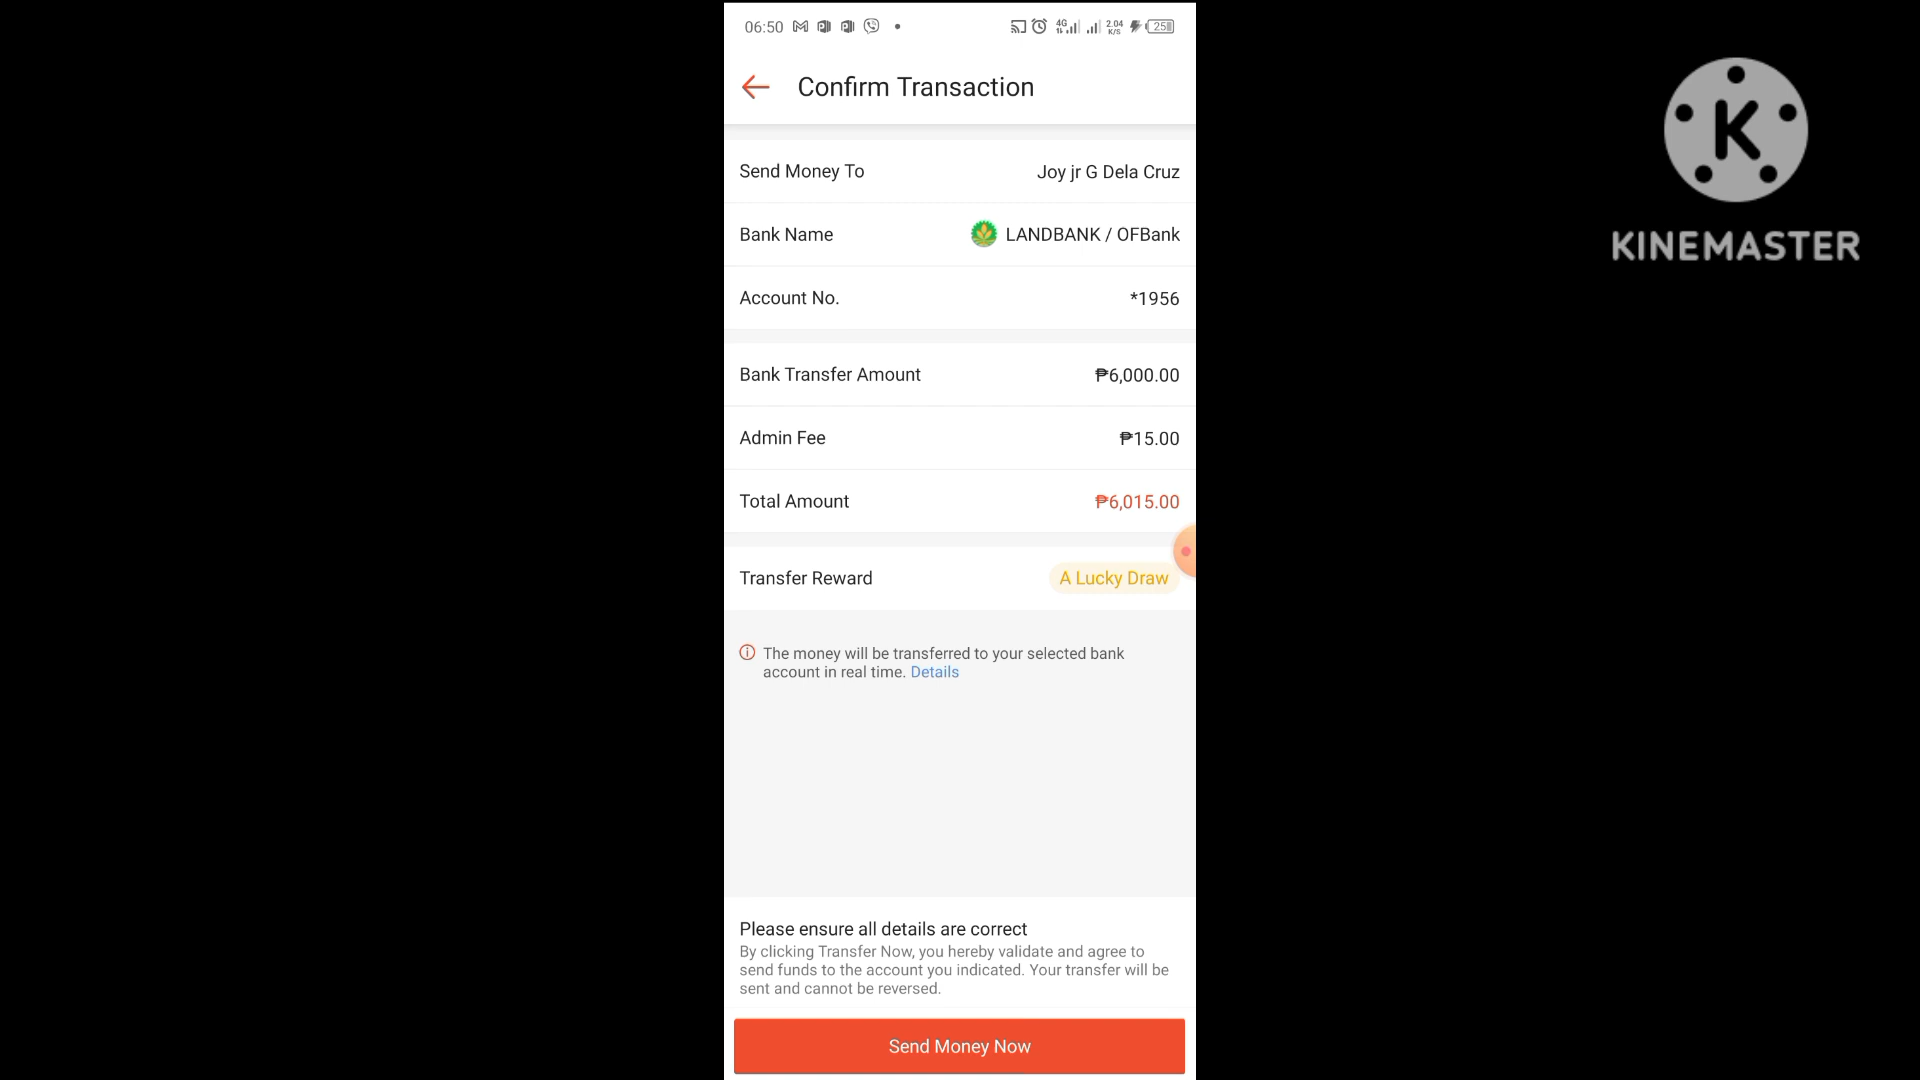 06:50 4G 2.04 K/S 25
Confirm Transaction
Send Money To Joy jr G Dela Cruz
Bank Name LANDBANK / OFBank
Account No. *1956
Bank Transfer Amount ₱6,000.00
Admin Fee ₱15.00
Total Amount ₱6,015.00
Transfer Reward A Lucky Draw
The money will be transferred to your selected bank
account in real time. Details
Please ensure all details are correct
By clicking Transfer Now, you hereby validate and agree to
send funds to the account you indicated. Your transfer will be
sent and cannot be reversed.
Send Money Now
K
KINEMASTER